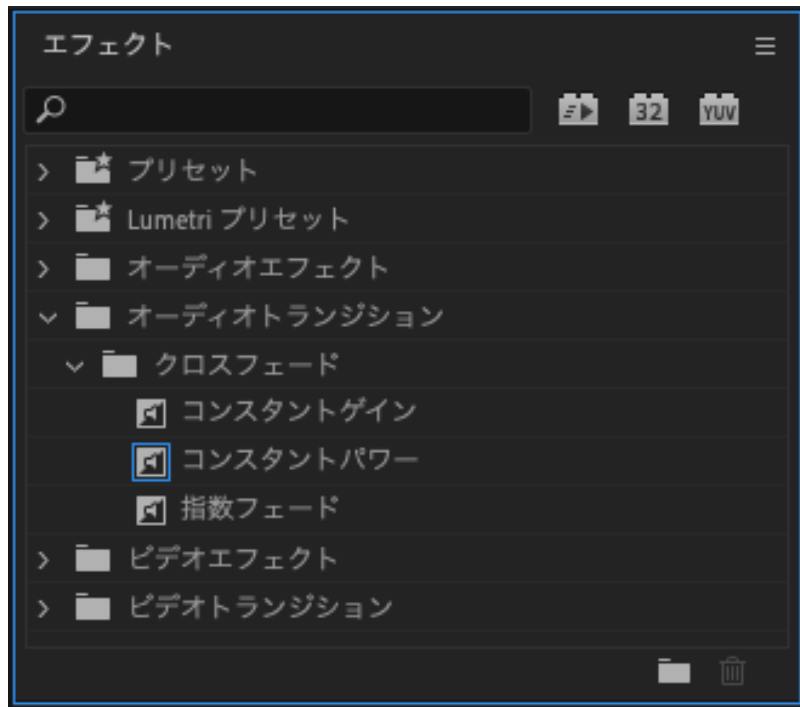 エフェクト
32 YUV
プリセット
Lumetri プリセット
オーディオエフェクト
オーディオトランジション
クロスフェード
コンスタントゲイン
コンスタントパワー
指数フェード
ビデオエフェクト
ビデオトランジション